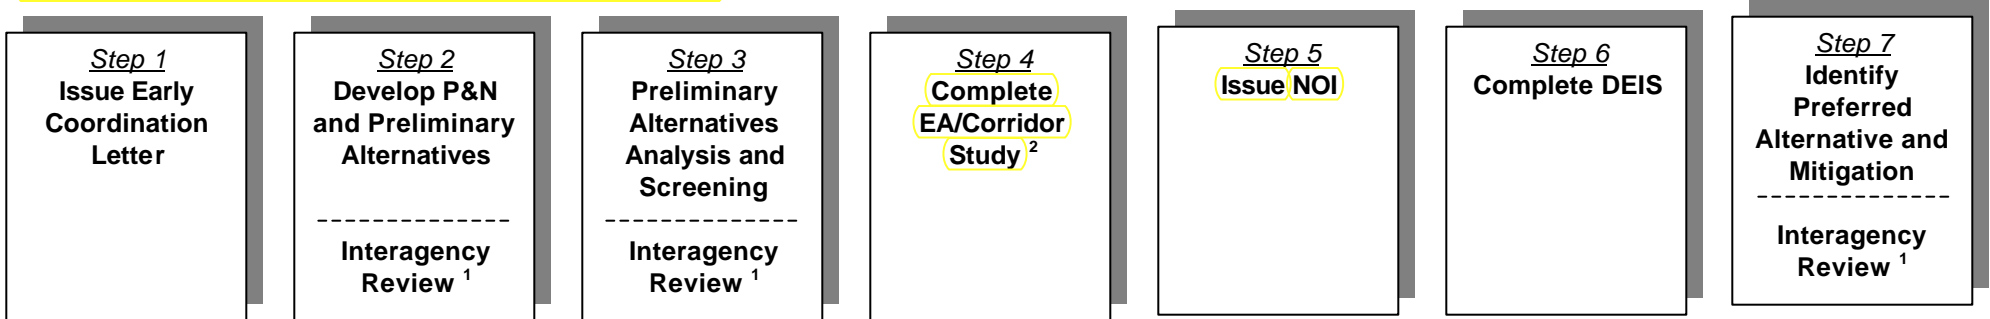 Step 1
Issue Early
Coordination
Letter
Step 2
Develop P&N
and Preliminary
Alternatives
Interagency
Review 1
Step 3
Preliminary
Alternatives
Analysis and
Screening
Interagency
Review 1
Step 4
Complete
EA/Corridor
Study 2
Step 5
Issue NOI
Step 6
Complete DEIS
Step 7
Identify
Preferred
Alternative and
Mitigation
Interagency
Review 1